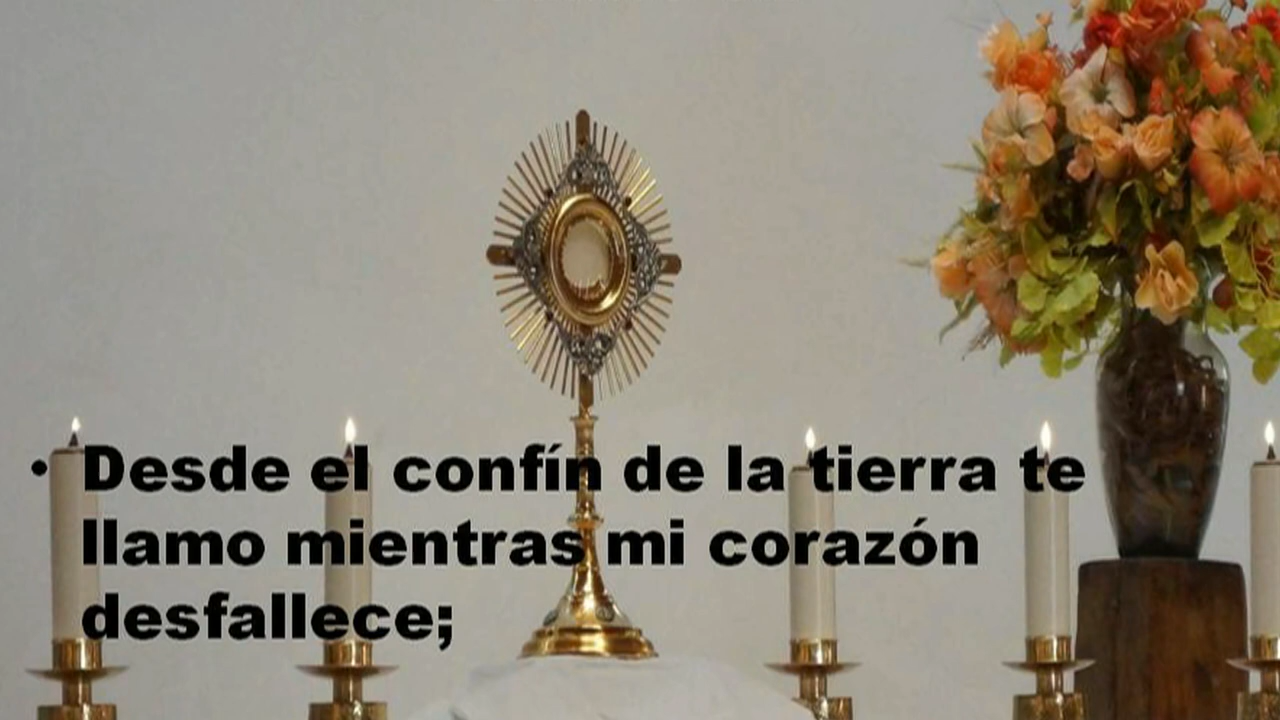 • Desde el confín de la tierra te
llamo mientras mi corazón
desfallece;